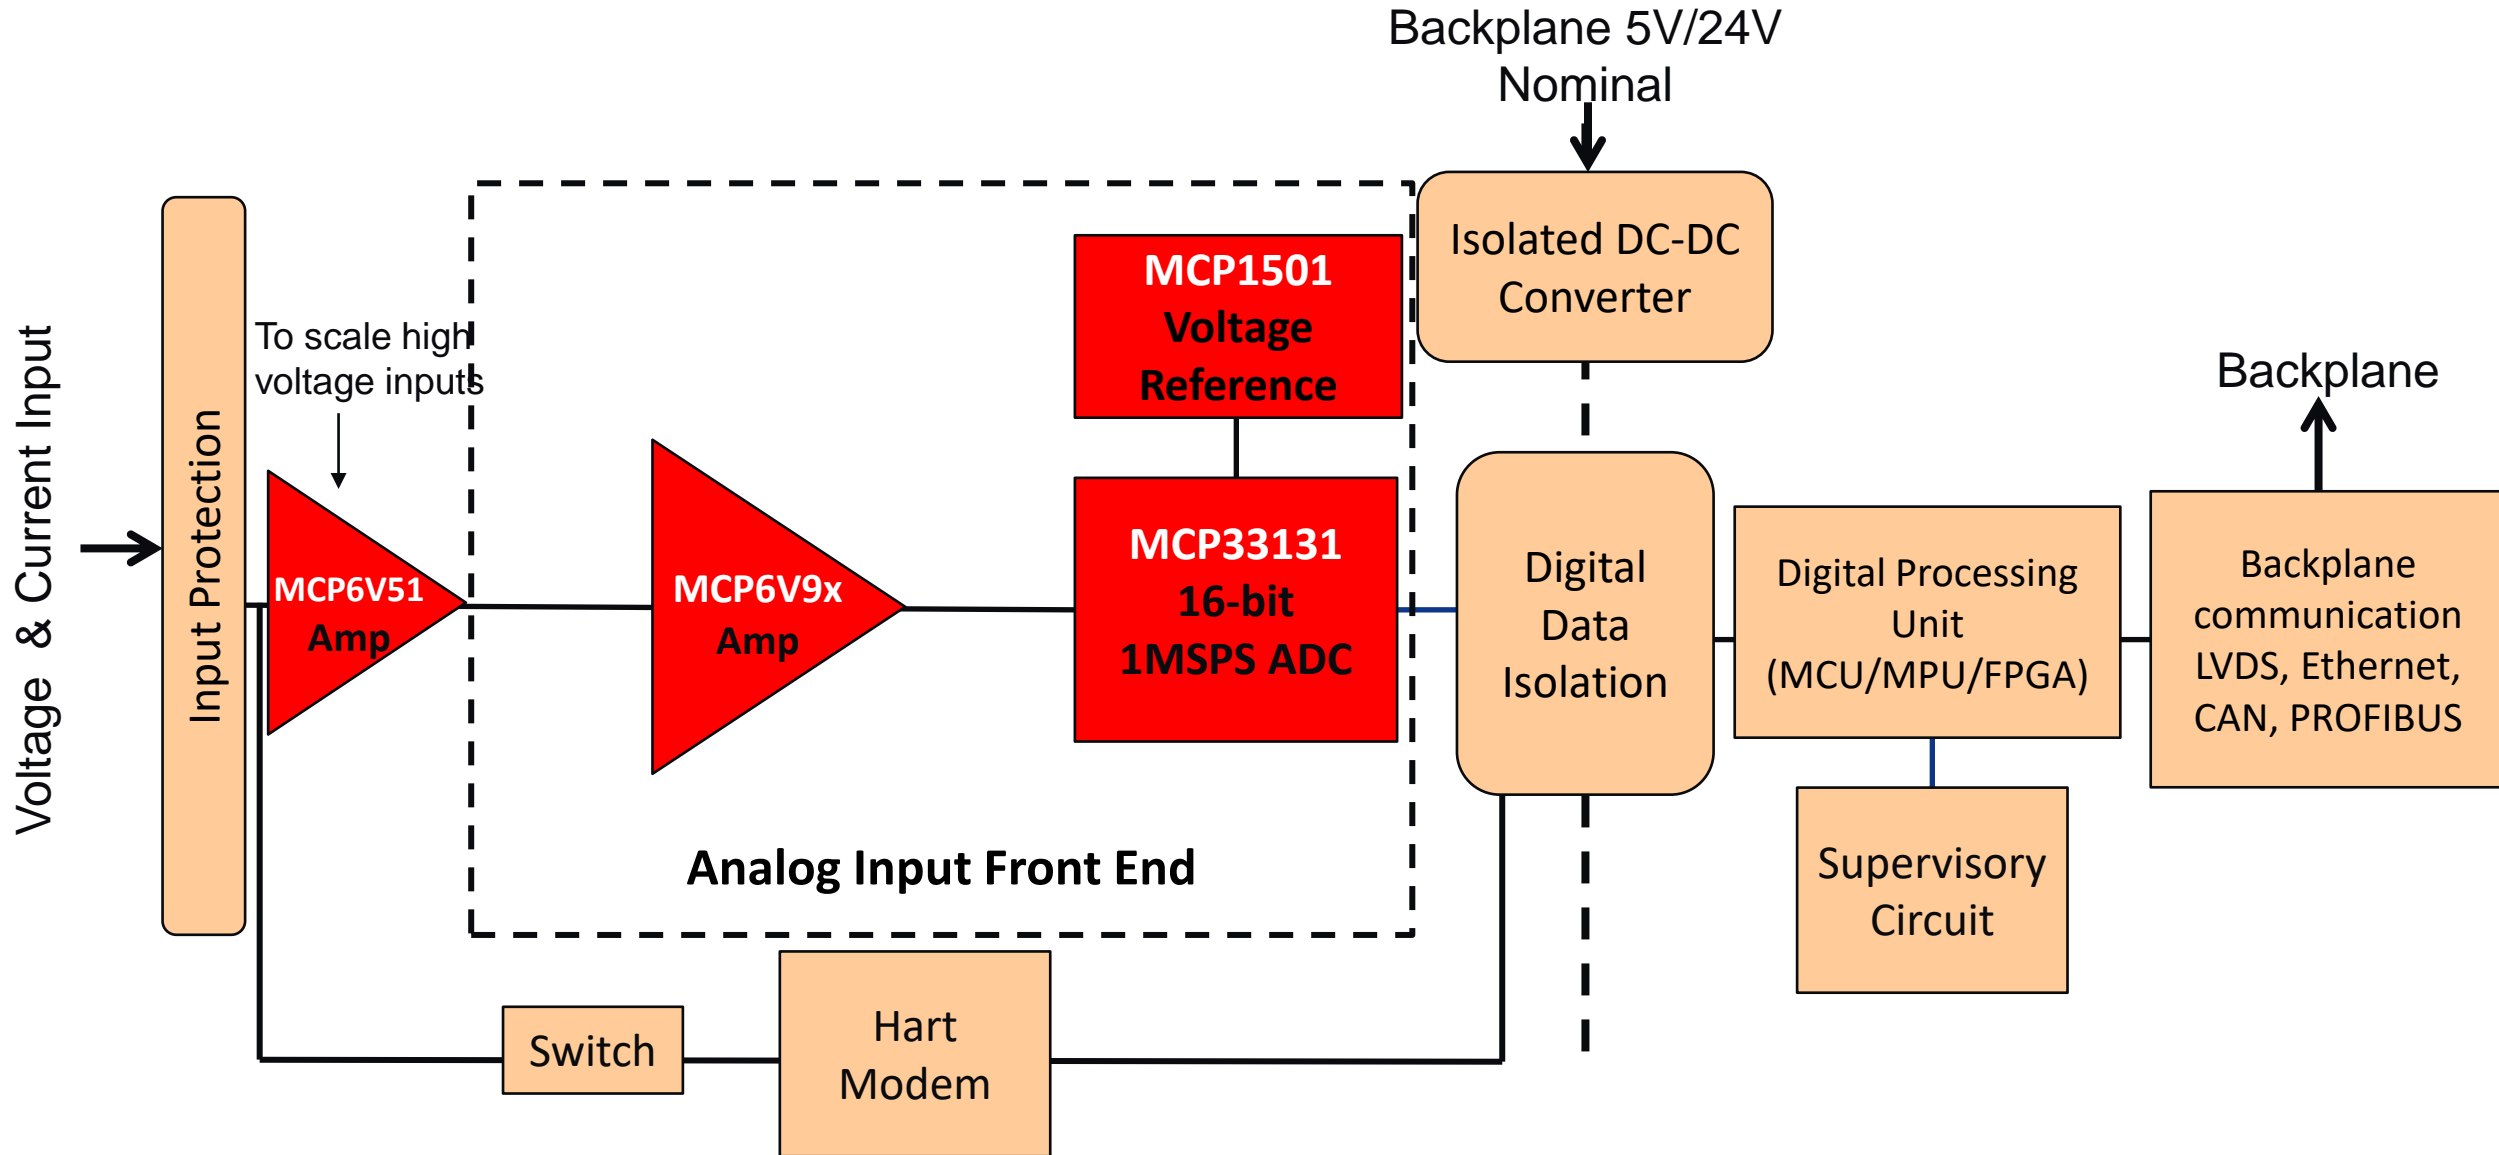 Backplane 5V/24V
Nominal
Voltage & Current Input
Input Protection
To scale high
voltage inputs
MCP6V51
Amp
MCP6V9x
Amp
MCP1501
Voltage
Reference
MCP33131
16-bit
1MSPS ADC
Analog Input Front End
Isolated DC-DC
Converter
Digital
Data
Isolation
Digital Processing
Unit
(MCU/MPU/FPGA)
Supervisory
Circuit
Backplane
Backplane
communication
LVDS, Ethernet,
CAN, PROFIBUS
Switch
Hart
Modem